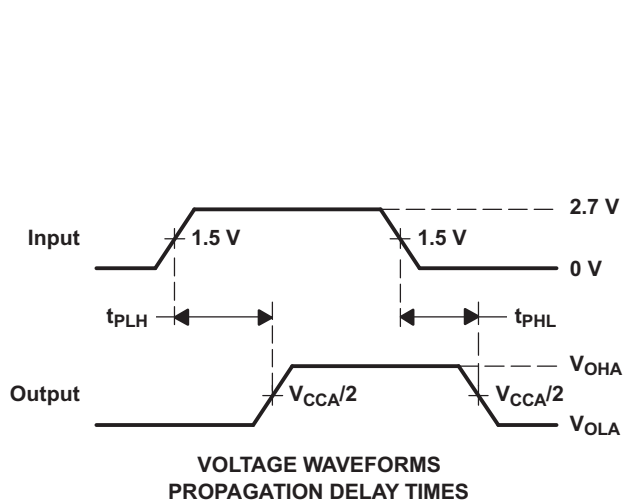 2.7 V
Input
1.5 V
1.5 V
0 V
tPLH
tPHL
VOHA
Output
VCCA/2
VCCA/2
VOLA
VOLTAGE WAVEFORMS
PROPAGATION DELAY TIMES